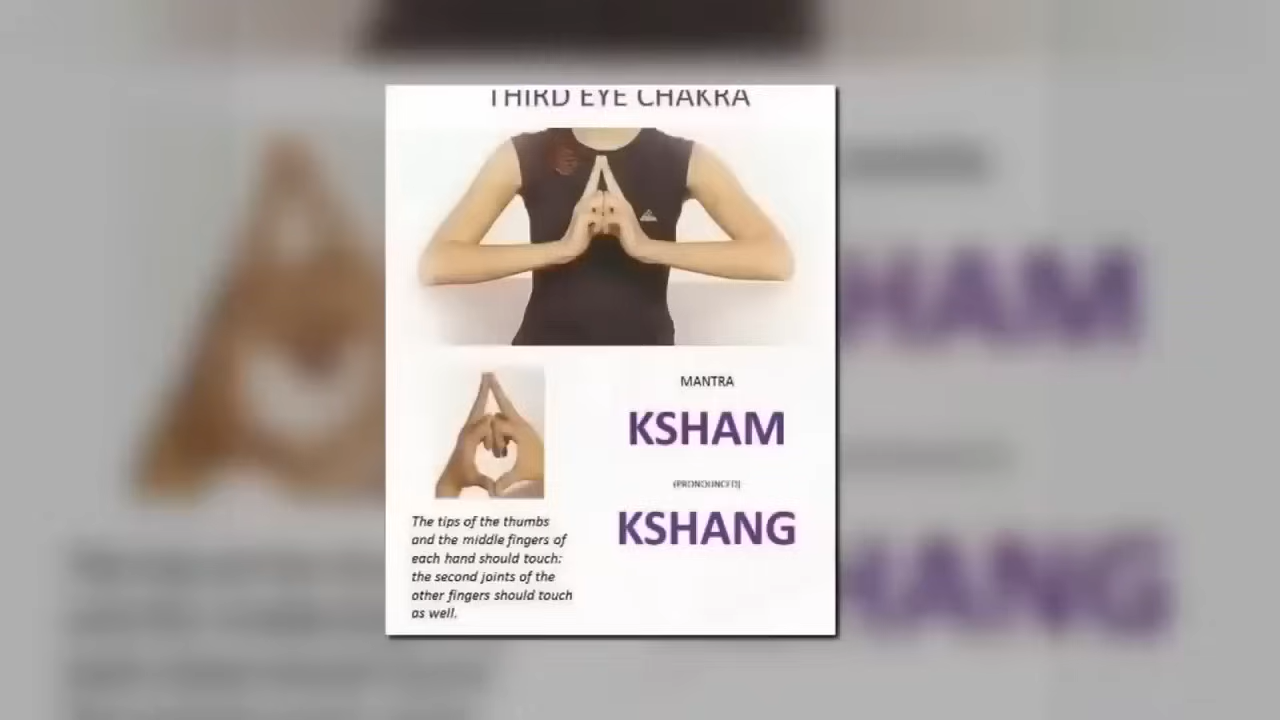 THIRD EYE CHAKRA
MANTRA
KSHAM
(PRONOUNCED)
KSHANG
The tips of the thumbs
and the middle fingers of
each hand should touch:
the second joints of the
other fingers should touch
as well.